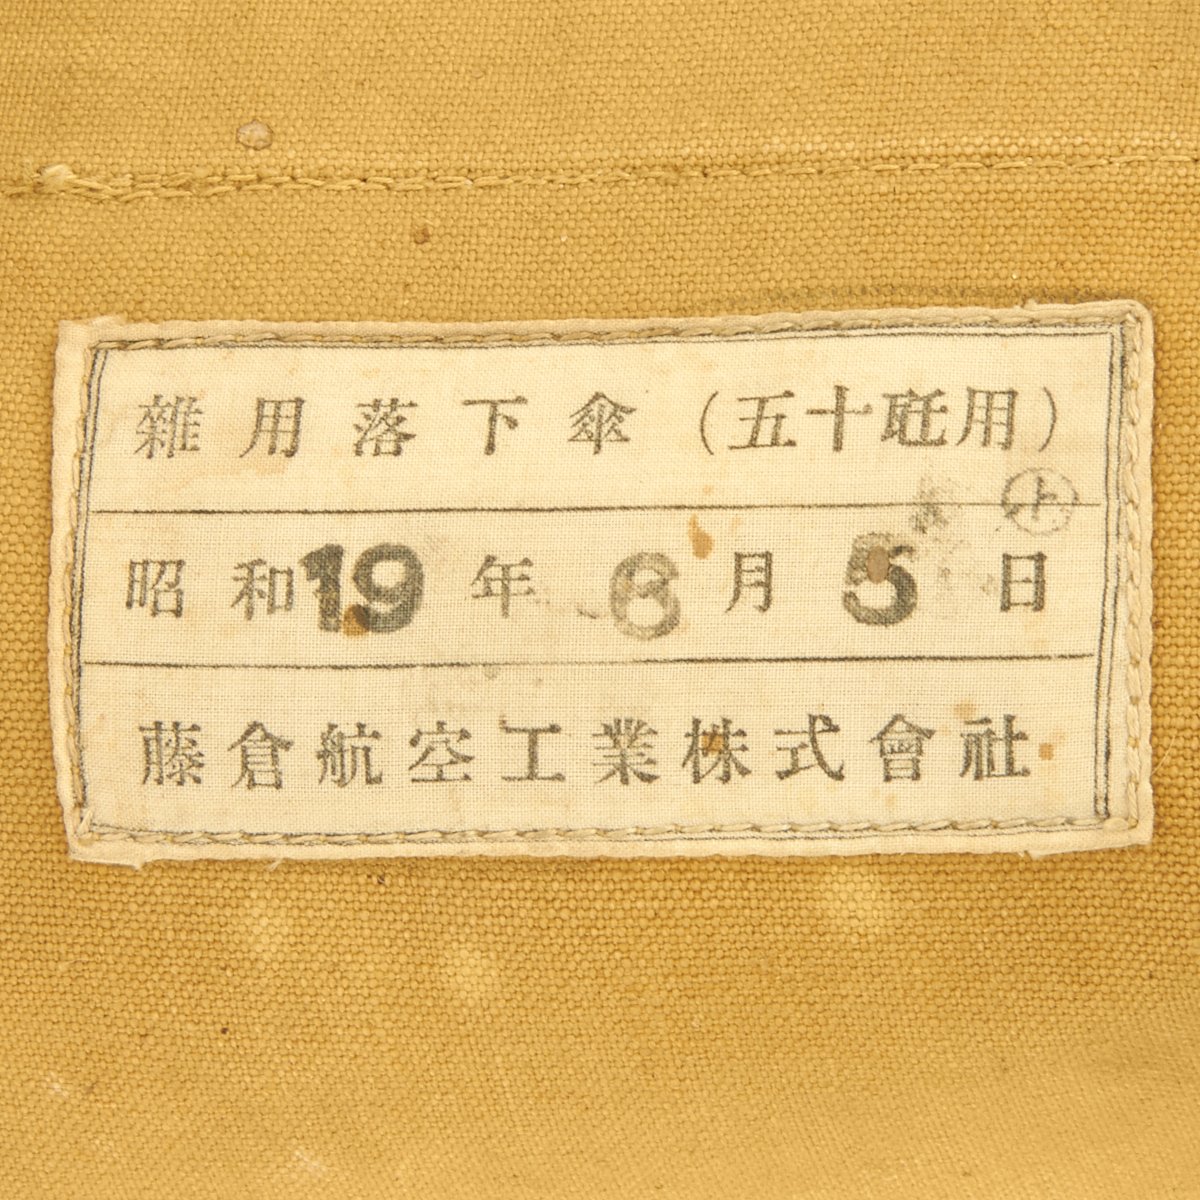 雜用落下傘(五十瓩用)
上
昭和19年6月5日
藤倉航空工業株式會社